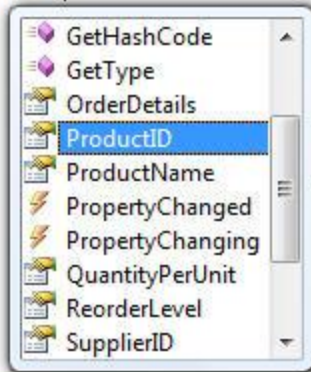 GetHashCode
GetType
OrderDetails
ProductID
ProductName
PropertyChanged
PropertyChanging
QuantityPerUnit
ReorderLevel
SupplierID